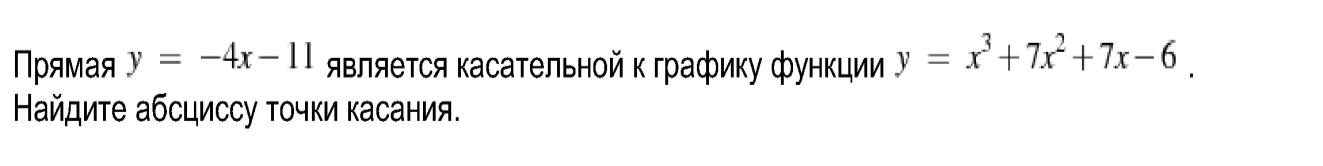 Прямая y = −4x−11 является касательной к графику функции y = x³+7x²+7x−6 .
Найдите абсциссу точки касания.